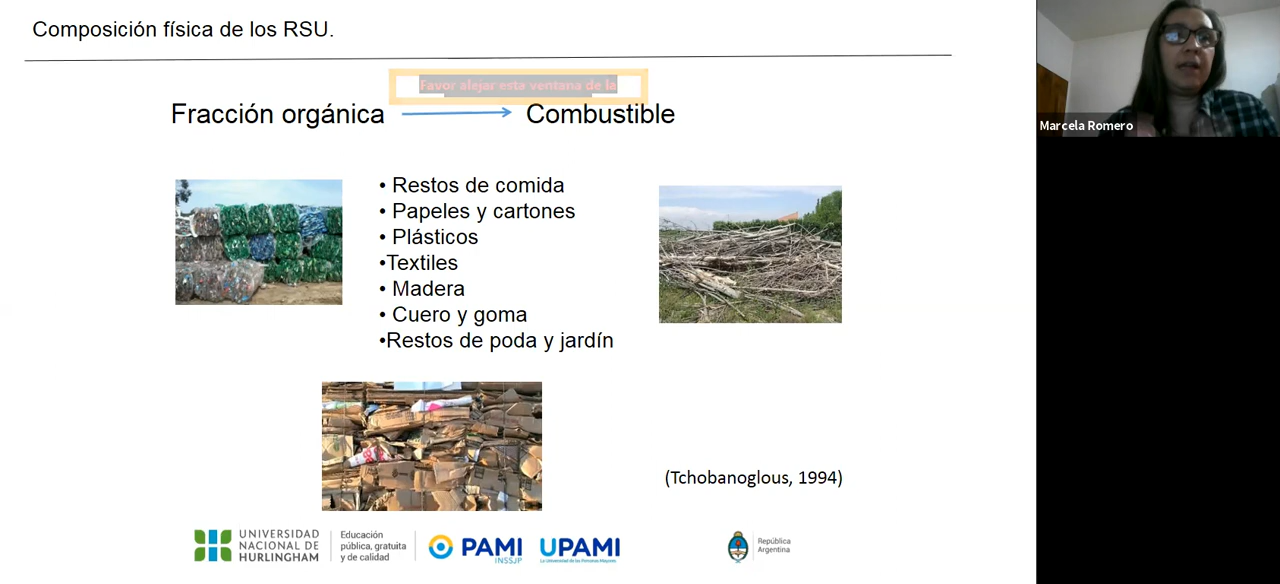 Composición física de los RSU.
Favor alejar esta ventana de la
Fracción orgánica
Combustible
• Restos de comida
• Papeles y cartones
• Plásticos
•Textiles
• Madera
• Cuero y goma
•Restos de poda y jardín
(Tchobanoglous, 1994)
UNIVERSIDAD
NACIONAL DE
HURLINGHAM
Educación
pública, gratuita
y de calidad
PAMI
INSSJP
UPAMI
La Universidad de las Personas Mayores
República
Argentina
Marcela Romero